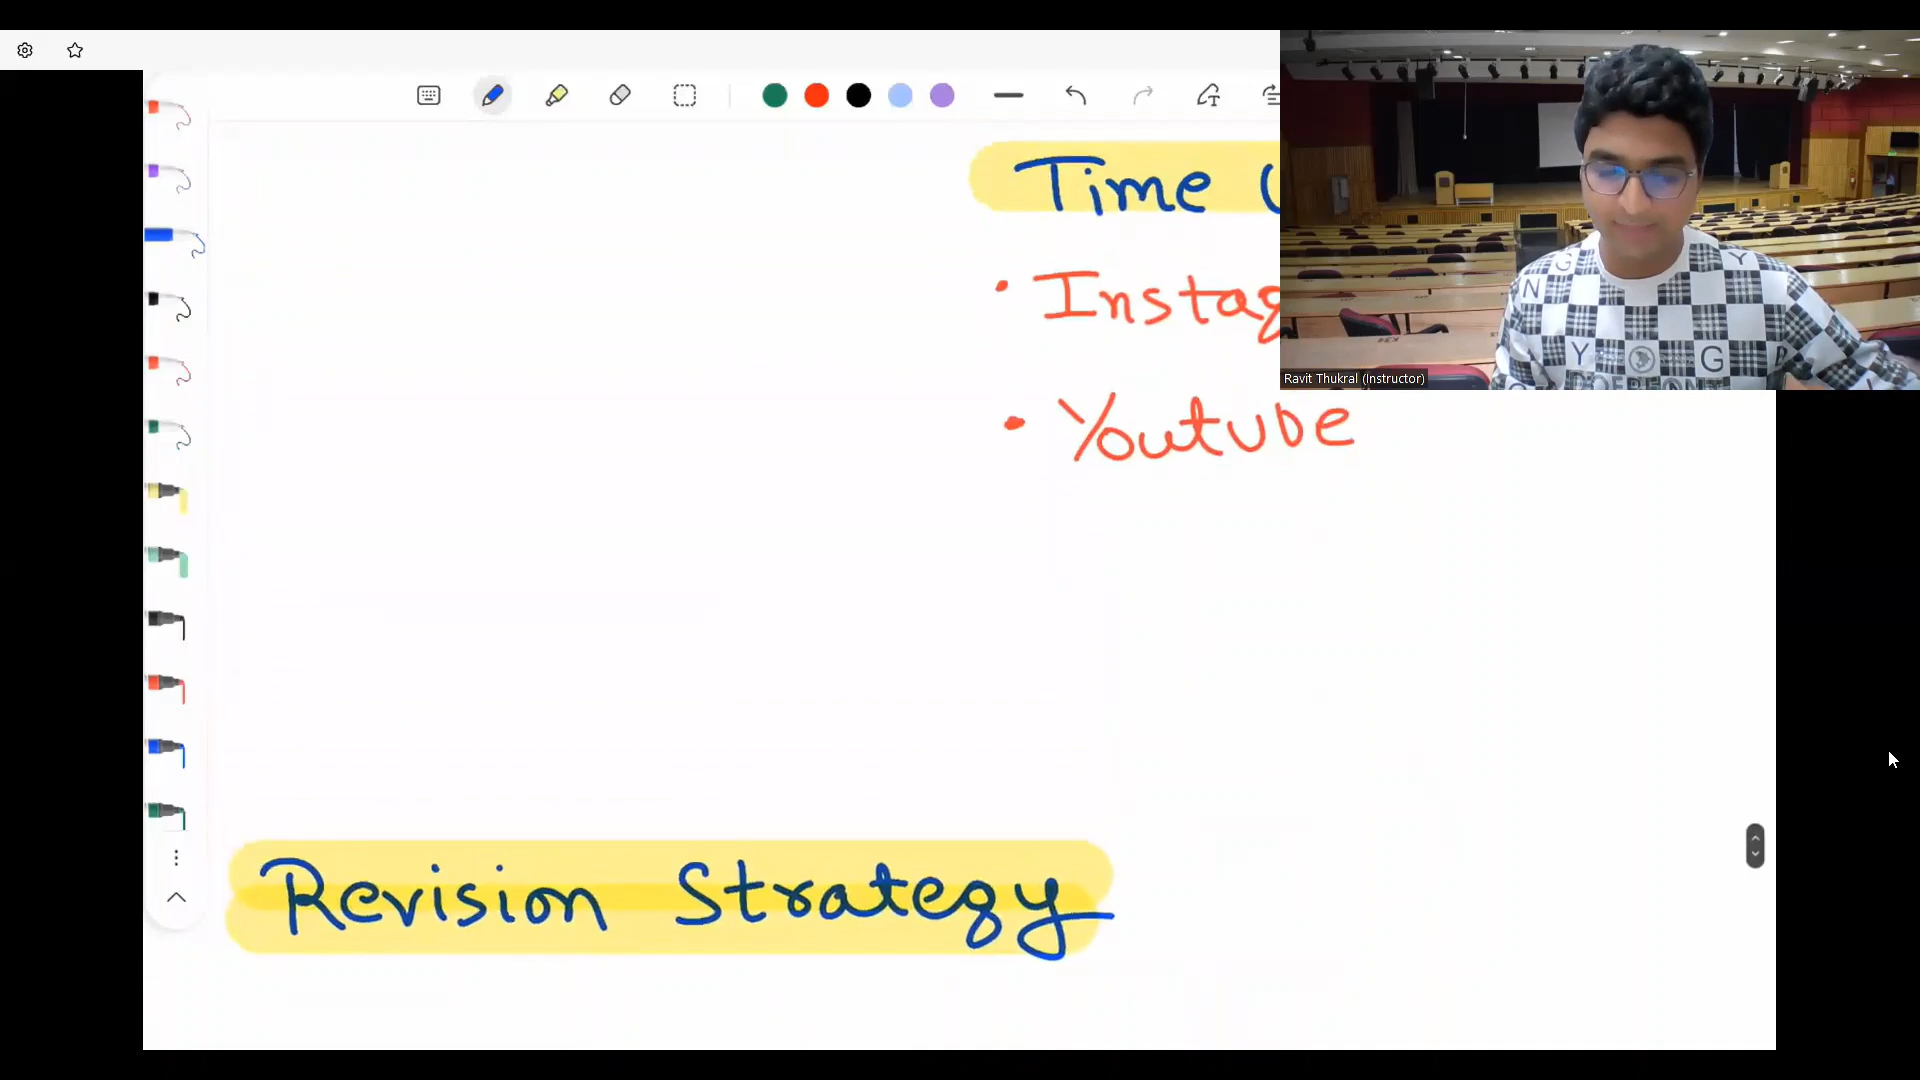 Time
Instag
Youtube
Ravit Thukral (Instructor)
Revision Strategy